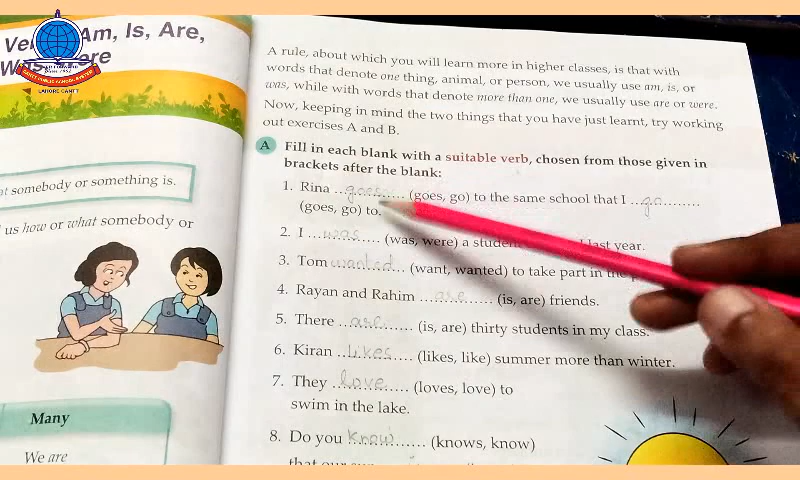 Am, Is, Are,
LAHORE CANTT
at somebody or something is.
us how or what somebody or
Many
We are
A rule, about which you will learn more in higher classes, is that with
words that denote one thing, animal, or person, we usually use am, is, or
was, while with words that denote more than one, we usually use are or were.
Now, keeping in mind the two things that you have just learnt, try working
out exercises A and B.
A Fill in each blank with a suitable verb, chosen from those given in
brackets after the blank:
1. Rina ..goes.. (goes, go) to the same school that I ..go..
(goes, go) to.
2. I ..was.. (was, were) a student last year.
3. Tom wanted.. (want, wanted) to take part in the
4. Rayan and Rahim ..are.. (is, are) friends.
5. There ..are.. (is, are) thirty students in my class.
6. Kiran ..likes.. (likes, like) summer more than winter.
7. They ..love.. (loves, love) to
swim in the lake.
8. Do you know.. (knows, know)
that our